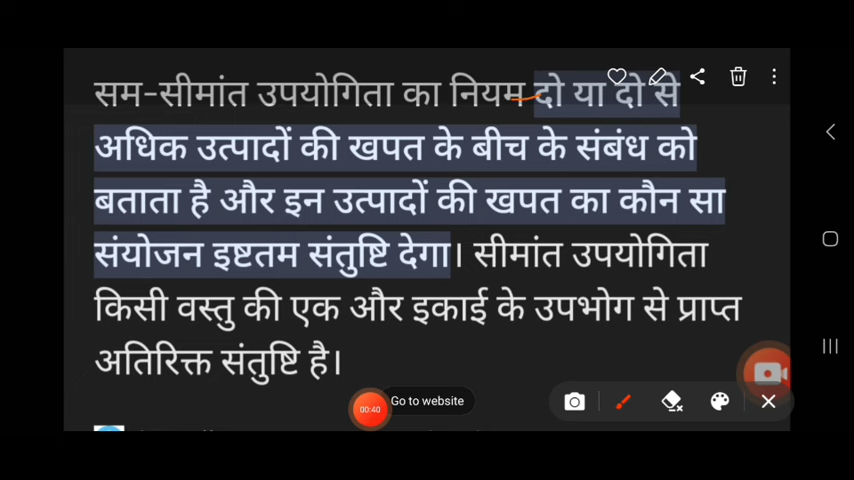 सम-सीमांत उपयोगिता का नियम दो या दो से
अधिक उत्पादों की खपत के बीच के संबंध को
बताता है और इन उत्पादों की खपत का कौन सा
संयोजन इष्टतम संतुष्टि देगा। सीमांत उपयोगिता
किसी वस्तु की एक और इकाई के उपभोग से प्राप्त
अतिरिक्त संतुष्टि है।
00:40
Go to website